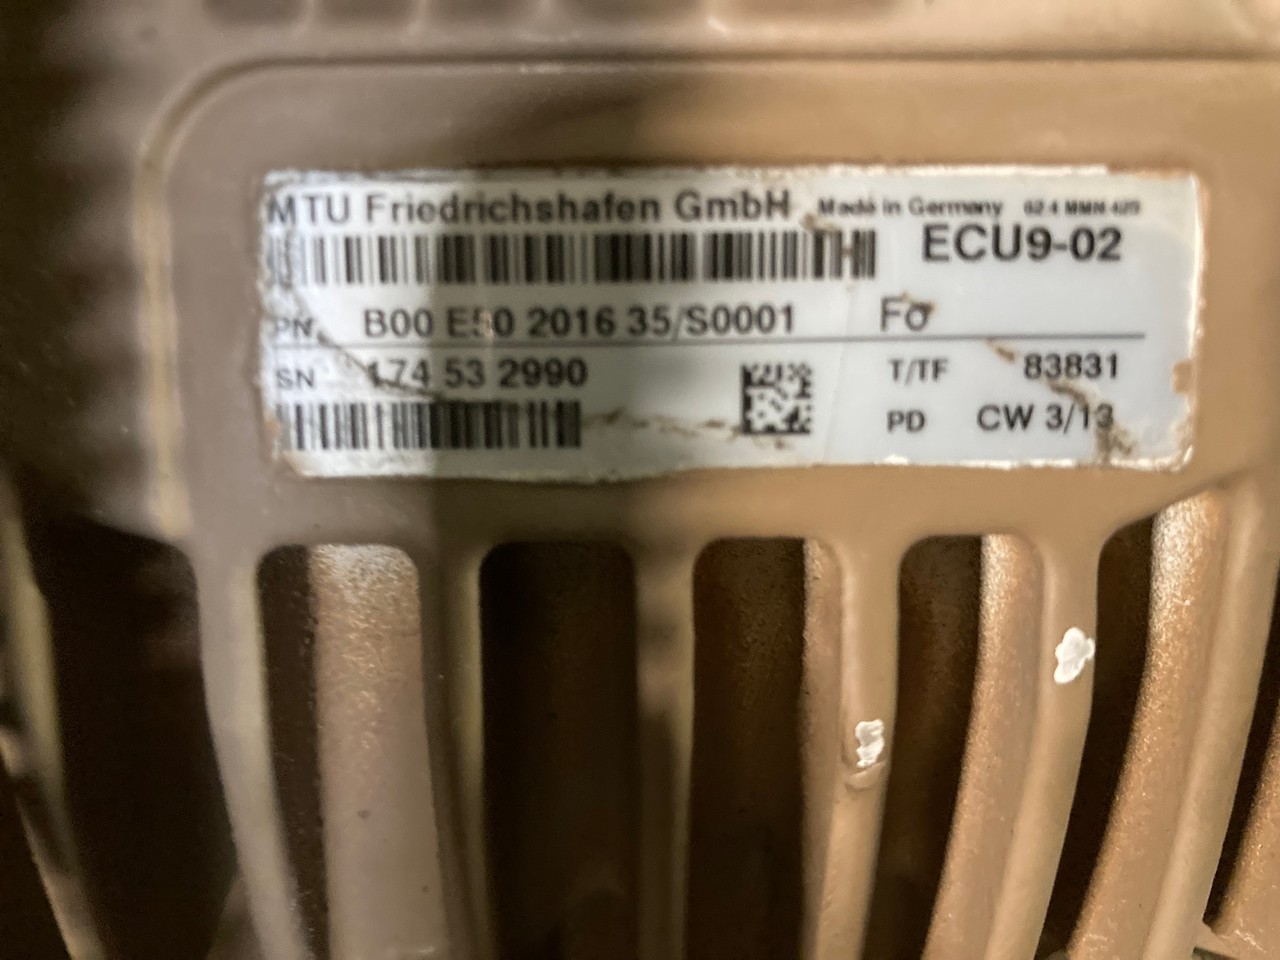 MTU Friedrichshafen GmbH Made in Germany
ECU9-02
PN B00 E50 2016 35/S0001 Fo
SN 174 53 2990 T/TF 83831
PD CW 3/13